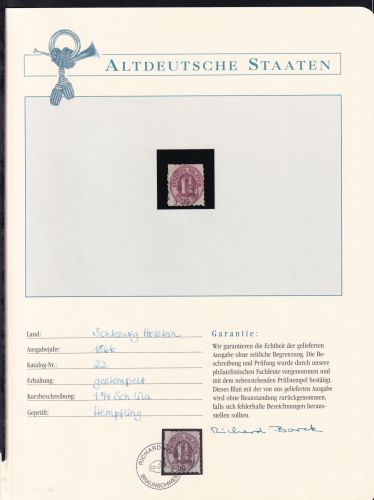 ALTDEUTSCHE STAATEN
Land: Schleswig Holstein
Ausgabejahr: 1866
Katalog-Nr.: 22
Erhaltung: gestempelt
Kurzbeschreibung: 1¼ Sch lila
Geprüft: Hempfling
Garantie:
Wir garantieren die Echtheit der gelieferten
Ausgabe ohne zeitliche Begrenzung. Die Be-
schreibung und Prüfung wurde durch unsere
philatelistischen Fachleute vorgenommen und
mit dem nebenstehenden Prüfstempel bestätigt.
Dieses Blatt mit der von uns gelieferten Ausgabe
wird ohne Beanstandung zurückgenommen,
falls sich fehlerhafte Bezeichnungen heraus-
stellen sollten.
Richard Borek
RICHARD
BRAUNSCHWEIG